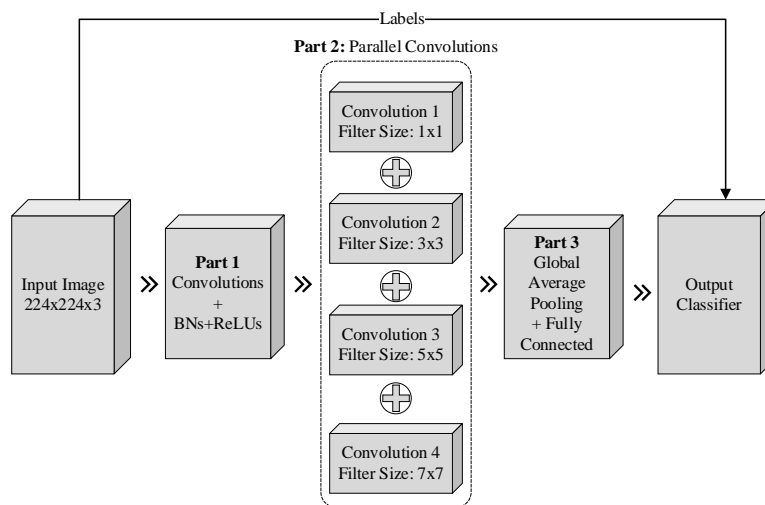 Labels
Part 2: Parallel Convolutions
Input Image
224x224x3
Part 1
Convolutions
+
BNs+ReLUs
Convolution 1
Filter Size: 1x1
Convolution 2
Filter Size: 3x3
Convolution 3
Filter Size: 5x5
Convolution 4
Filter Size: 7x7
Part 3
Global
Average
Pooling
+ Fully
Connected
Output
Classifier